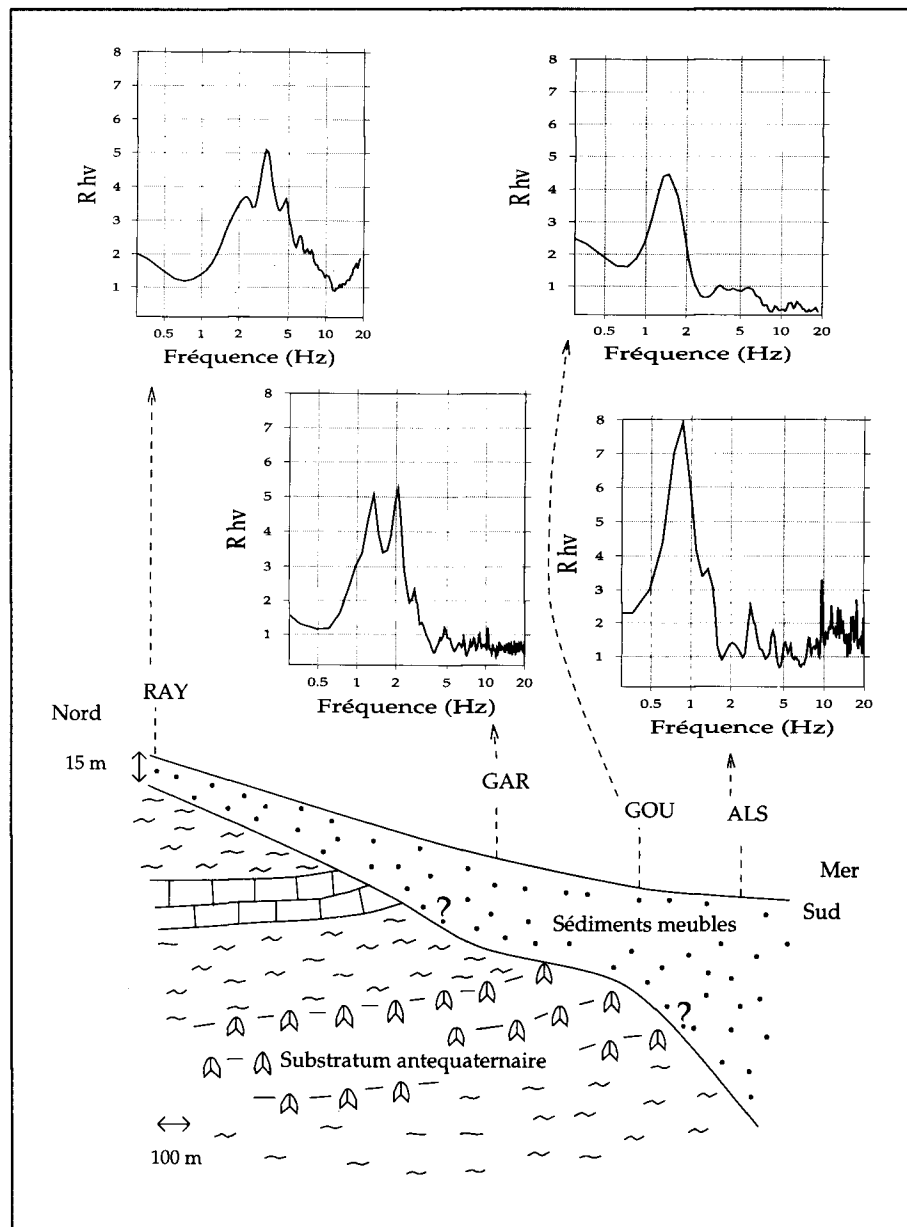 8
7
6
5
4
3
2
1
R hv
0.5 1 2 5 10 20
Fréquence (Hz)
8
7
6
5
4
3
2
1
R hv
0.5 1 2 5 10 20
Fréquence (Hz)
8
7
6
5
4
3
2
1
R hv
0.5 1 2 5 10 20
Fréquence (Hz)
8
7
6
5
4
3
2
1
R hv
0.5 1 2 5 10 20
Fréquence (Hz)
RAY
Nord
15 m
GAR
GOU
ALS
Mer
Sud
?
Sédiments meubles
?
Substratum antequaternaire
100 m